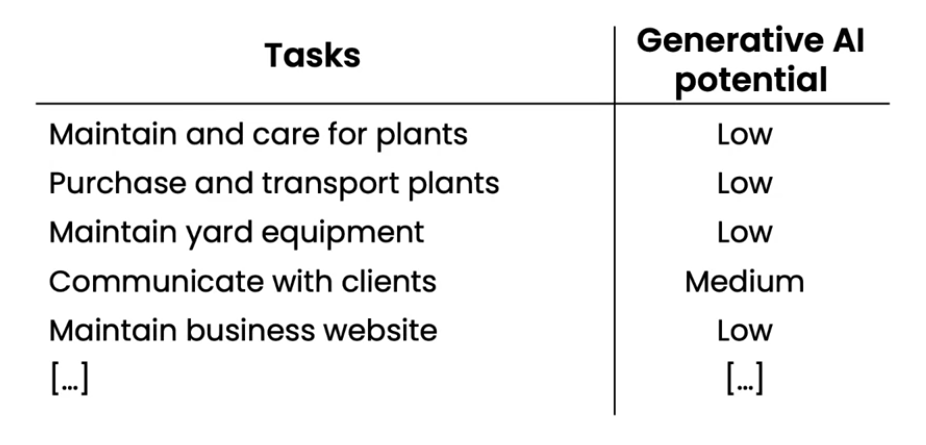 Tasks
Generative AI
potential
Maintain and care for plants Low
Purchase and transport plants Low
Maintain yard equipment Low
Communicate with clients Medium
Maintain business website Low
[...] [...]